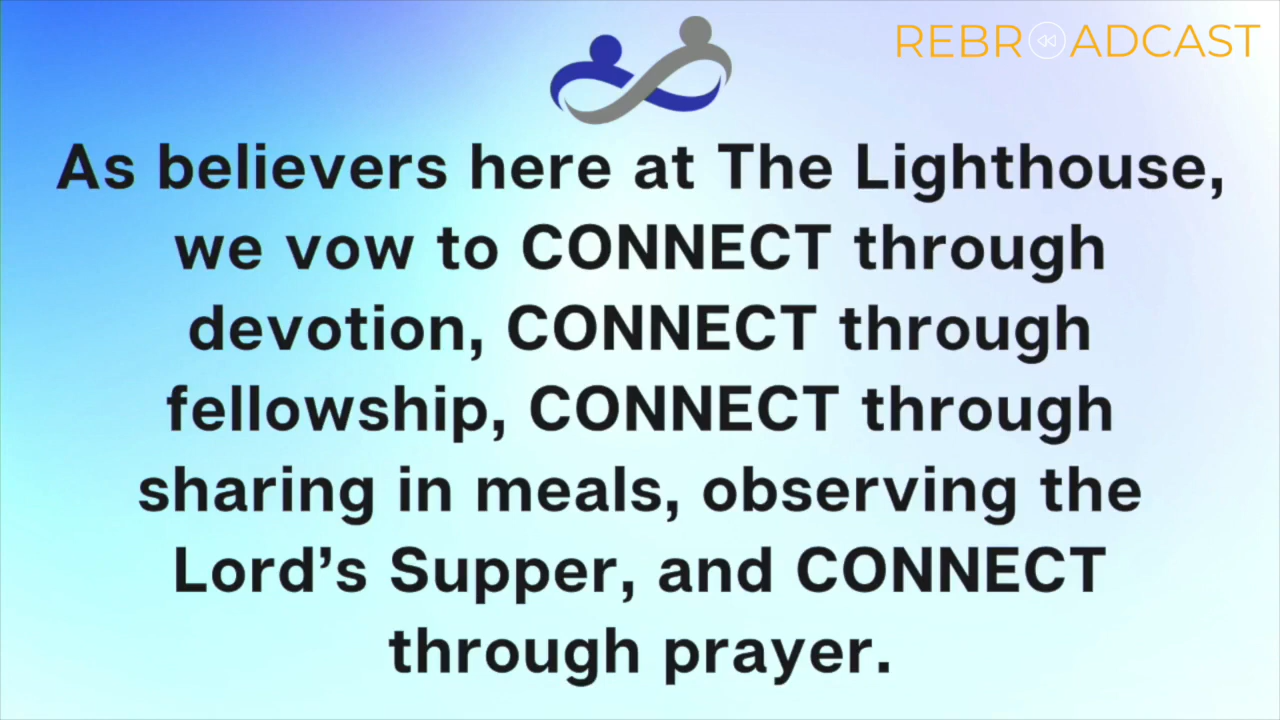 REBROADCAST
As believers here at The Lighthouse,
we vow to CONNECT through
devotion, CONNECT through
fellowship, CONNECT through
sharing in meals, observing the
Lord’s Supper, and CONNECT
through prayer.